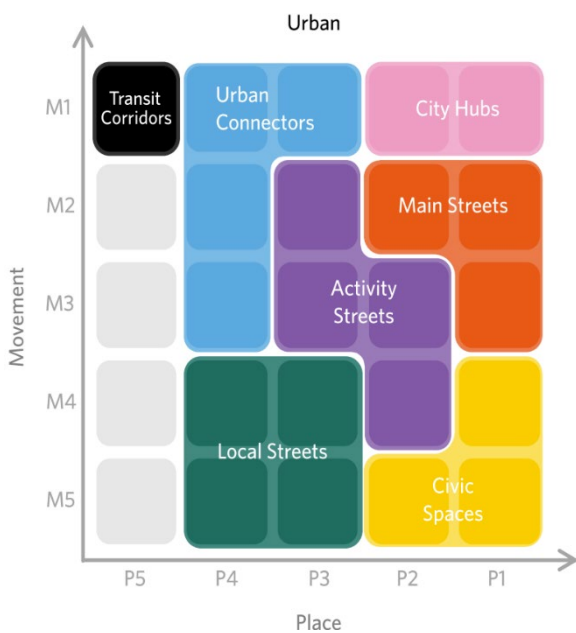 Urban
M1
Transit
Corridors
Urban
Connectors
City Hubs
M2
Main Streets
M3
Activity
Streets
Movement
M4
Local Streets
M5
Civic
Spaces
P5
P4
P3
P2
P1
Place